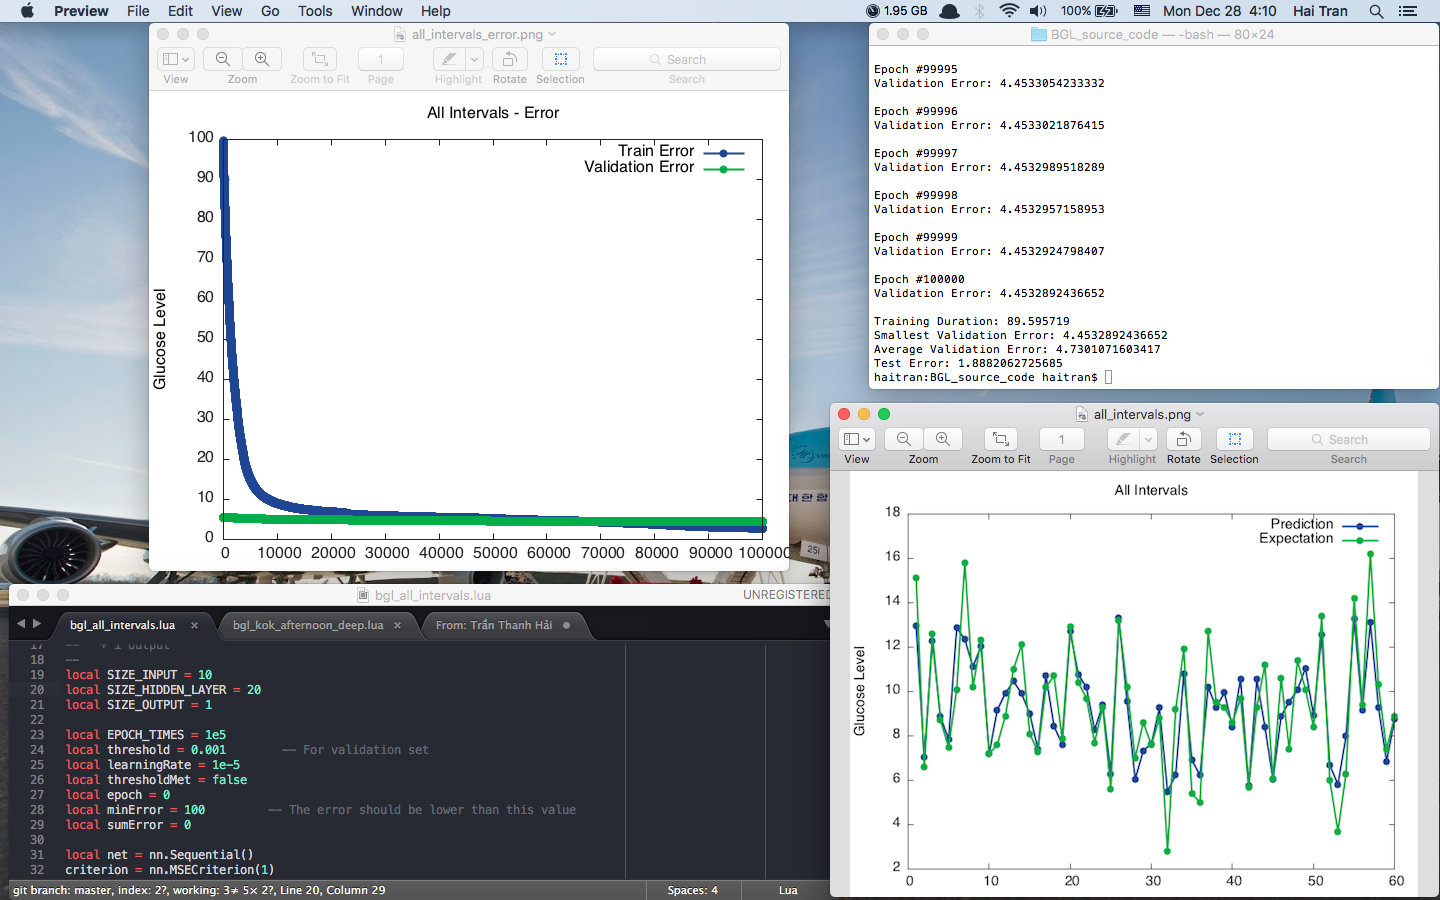 Preview File Edit View Go Tools Window Help 1.95 GB 100% Mon Dec 28 4:10 Hai Tran
all_intervals_error.png
1 Search
View Zoom Zoom to Fit Page Highlight Rotate Selection Search
All Intervals - Error
Train Error
Validation Error
Glucose Level
100
90
80
70
60
50
40
30
20
10
0
0 10000 20000 30000 40000 50000 60000 70000 80000 90000 100000
BGL_source_code — -bash — 80×24
Epoch #99995
Validation Error: 4.4533054233332
Epoch #99996
Validation Error: 4.4533021876415
Epoch #99997
Validation Error: 4.4532989518289
Epoch #99998
Validation Error: 4.4532957158953
Epoch #99999
Validation Error: 4.4532924798407
Epoch #100000
Validation Error: 4.4532892436652
Training Duration: 89.595719
Smallest Validation Error: 4.4532892436652
Average Validation Error: 4.7301071603417
Test Error: 1.8882062725685
haitran:BGL_source_code haitran$
대한항
251
bgl_all_intervals.lua UNREGISTERED
bgl_all_intervals.lua × bgl_kok_afternoon_deep.lua × From: Trần Thanh Hải
17 -- + 1 output
18 --
19 local SIZE_INPUT = 10
20 local SIZE_HIDDEN_LAYER = 20
21 local SIZE_OUTPUT = 1
22
23 local EPOCH_TIMES = 1e5
24 local threshold = 0.001 -- For validation set
25 local learningRate = 1e-5
26 local thresholdMet = false
27 local epoch = 0
28 local minError = 100 -- The error should be lower than this value
29 local sumError = 0
30
31 local net = nn.Sequential()
32 criterion = nn.MSECriterion(1)
git branch: master, index: 2?, working: 3≠ 5× 2?, Line 20, Column 29 Spaces: 4 Lua
all_intervals.png
1 Search
View Zoom Zoom to Fit Page Highlight Rotate Selection Search
All Intervals
Prediction
Expectation
Glucose Level
18
16
14
12
10
8
6
4
2
0 10 20 30 40 50 60